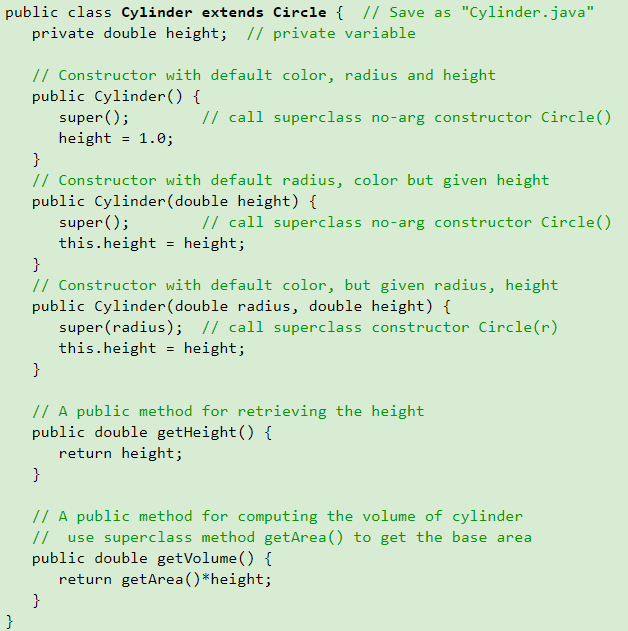 public class Cylinder extends Circle {  // Save as "Cylinder.java"
   private double height;  // private variable

   // Constructor with default color, radius and height
   public Cylinder() {
      super();        // call superclass no-arg constructor Circle()
      height = 1.0;
   }
   // Constructor with default radius, color but given height
   public Cylinder(double height) {
      super();        // call superclass no-arg constructor Circle()
      this.height = height;
   }
   // Constructor with default color, but given radius, height
   public Cylinder(double radius, double height) {
      super(radius);  // call superclass constructor Circle(r)
      this.height = height;
   }

   // A public method for retrieving the height
   public double getHeight() {
      return height;
   }

   // A public method for computing the volume of cylinder
   //  use superclass method getArea() to get the base area
   public double getVolume() {
      return getArea()*height;
   }
}